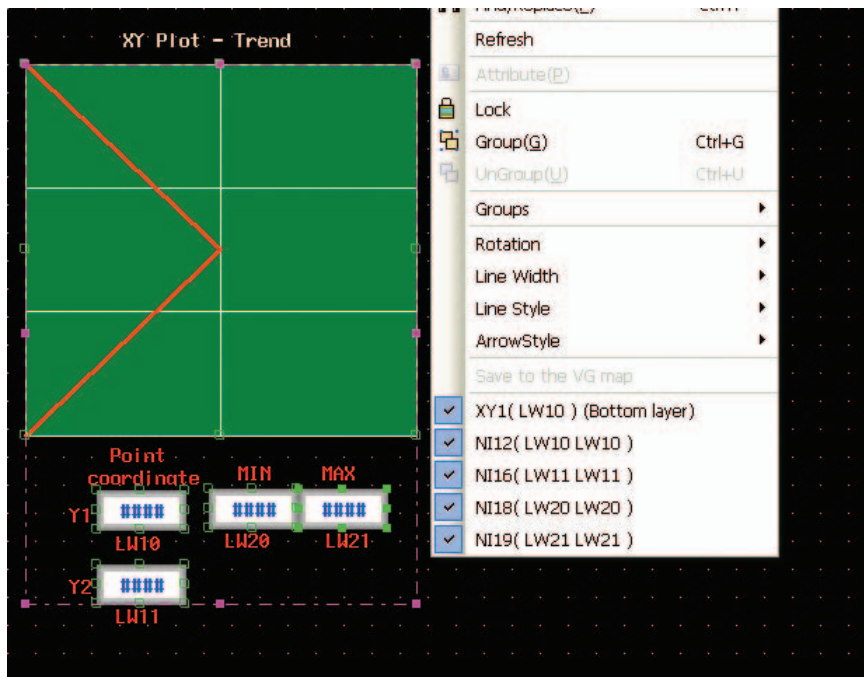 XY Plot - Trend
Refresh
Attribute(P)
Lock
Group(G) Ctrl+G
UnGroup(U) Ctrl+U
Groups
Rotation
Line Width
Line Style
ArrowStyle
Save to the VG map
XY1( LW10 ) (Bottom layer)
NI12( LW10 LW10 )
NI16( LW11 LW11 )
NI18( LW20 LW20 )
NI19( LW21 LW21 )
Point
coordinate MIN MAX
Y1 #### #### ####
LW10 LW20 LW21
Y2 ####
LW11